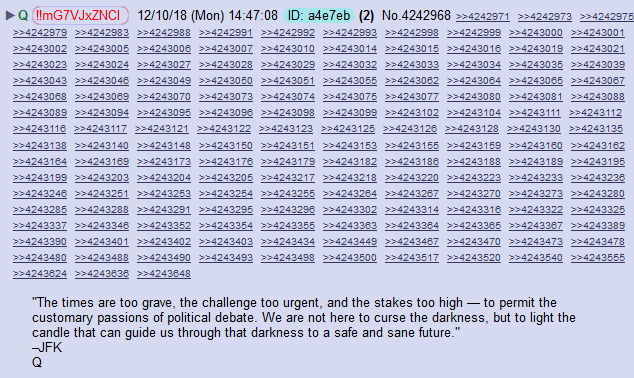 ▶ Q !!mG7VJxZNCI 12/10/18 (Mon) 14:47:08 ID: a4e7eb (2) No.4242968 >>4242971 >>4242973 >>4242975
>>4242979 >>4242983 >>4242988 >>4242991 >>4242992 >>4242993 >>4242998 >>4242999 >>4243000 >>4243001
>>4243002 >>4243005 >>4243006 >>4243007 >>4243010 >>4243014 >>4243015 >>4243016 >>4243019 >>4243021
>>4243023 >>4243024 >>4243027 >>4243028 >>4243029 >>4243032 >>4243033 >>4243034 >>4243035 >>4243039
>>4243043 >>4243046 >>4243049 >>4243050 >>4243051 >>4243055 >>4243062 >>4243064 >>4243065 >>4243067
>>4243068 >>4243069 >>4243070 >>4243073 >>4243074 >>4243075 >>4243077 >>4243080 >>4243081 >>4243088
>>4243089 >>4243094 >>4243095 >>4243096 >>4243098 >>4243099 >>4243102 >>4243104 >>4243111 >>4243112
>>4243116 >>4243117 >>4243121 >>4243122 >>4243123 >>4243125 >>4243126 >>4243128 >>4243130 >>4243135
>>4243138 >>4243140 >>4243148 >>4243150 >>4243151 >>4243153 >>4243155 >>4243159 >>4243160 >>4243162
>>4243164 >>4243169 >>4243173 >>4243176 >>4243179 >>4243182 >>4243186 >>4243188 >>4243189 >>4243195
>>4243199 >>4243203 >>4243204 >>4243205 >>4243217 >>4243218 >>4243220 >>4243223 >>4243233 >>4243236
>>4243246 >>4243251 >>4243253 >>4243254 >>4243255 >>4243264 >>4243267 >>4243270 >>4243273 >>4243280
>>4243285 >>4243288 >>4243291 >>4243295 >>4243296 >>4243302 >>4243314 >>4243316 >>4243322 >>4243325
>>4243337 >>4243346 >>4243352 >>4243354 >>4243355 >>4243363 >>4243364 >>4243365 >>4243367 >>4243389
>>4243390 >>4243401 >>4243402 >>4243403 >>4243434 >>4243449 >>4243467 >>4243470 >>4243473 >>4243478
>>4243480 >>4243488 >>4243490 >>4243493 >>4243498 >>4243500 >>4243517 >>4243520 >>4243540 >>4243555
>>4243624 >>4243636 >>4243648
"The times are too grave, the challenge too urgent, and the stakes too high — to permit the
customary passions of political debate. We are not here to curse the darkness, but to light the
candle that can guide us through that darkness to a safe and sane future."
–JFK
Q